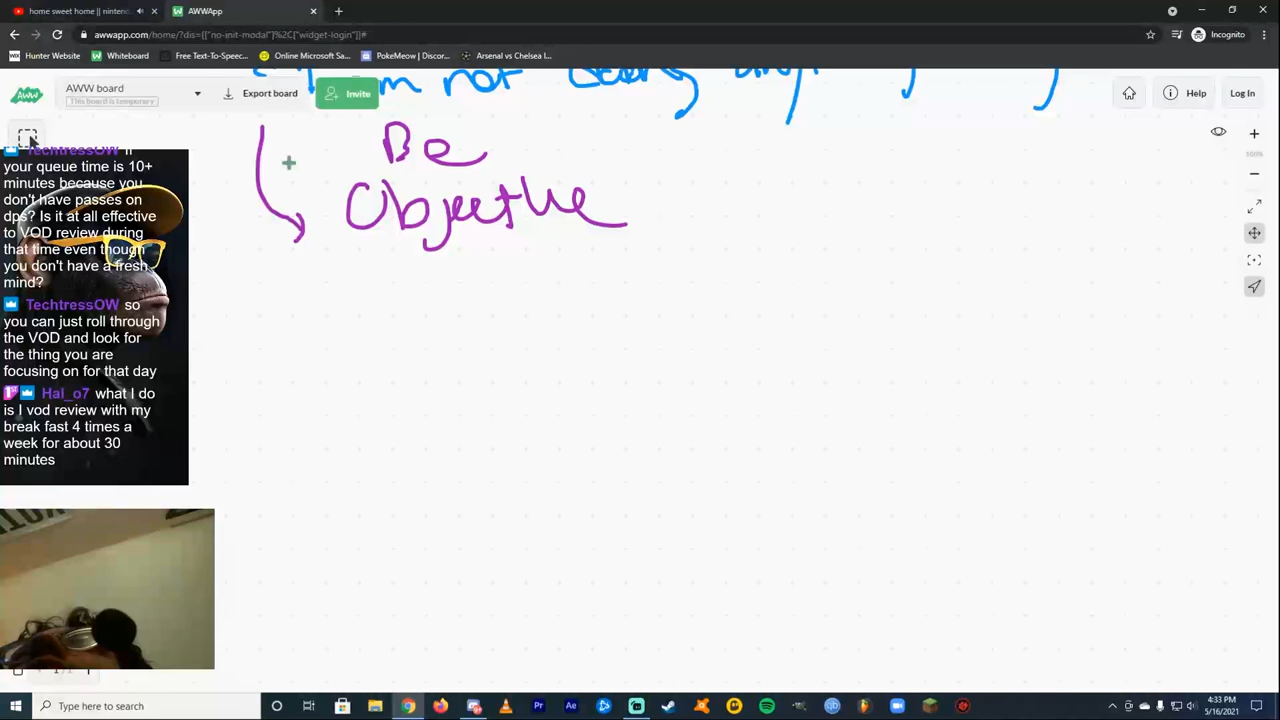 home sweet home || ninten
AWWApp
awwapp.com/home/?dis={["no-init-modal"]%2C["widget-login"]}#
Incognito
Hunter Website
Whiteboard
Free Text-To-Speec...
Online Microsoft Sa...
PokeMeow | Discor...
Arsenal vs Chelsea l...
AWW board
This board is temporary
Export board
Invite
Help
Log In
I'm not
Be
Objective
100%
TechtressOW If
your queue time is 10+
minutes because you
don't have passes on
dps? Is it at all effective
to VOD review during
that time even though
you don't have a fresh
mind?
TechtressOW so
you can just roll through
the VOD and look for
the thing you are
focusing on for that day
Hal_o7 what I do
is I vod review with my
break fast 4 times a
week for about 30
minutes
Type here to search
4:33 PM
5/16/2021